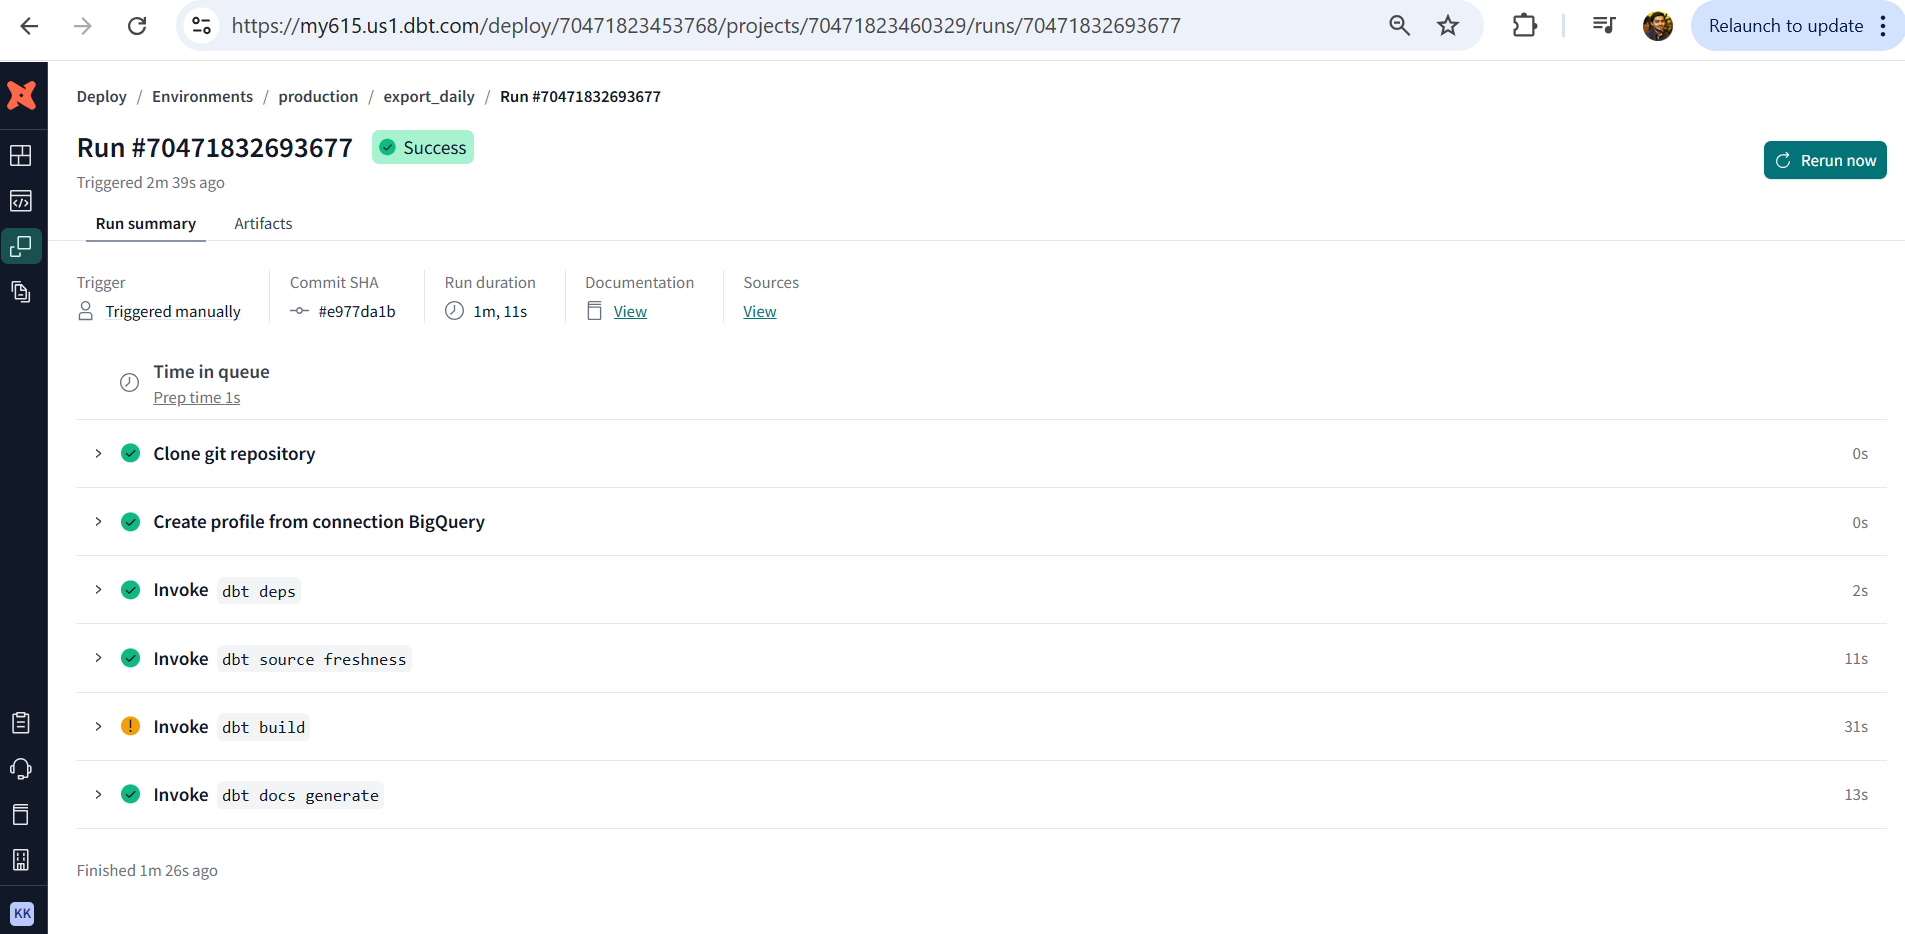 https://my615.us1.dbt.com/deploy/70471823453768/projects/70471823460329/runs/70471832693677
Relaunch to update
Deploy / Environments / production / export_daily / Run #70471832693677
Run #70471832693677 Success
Triggered 2m 39s ago
Rerun now
Run summary Artifacts
Trigger Commit SHA Run duration Documentation Sources
Triggered manually #e977da1b 1m, 11s View View
Time in queue
Prep time 1s
Clone git repository 0s
Create profile from connection BigQuery 0s
Invoke dbt deps 2s
Invoke dbt source freshness 11s
Invoke dbt build 31s
Invoke dbt docs generate 13s
Finished 1m 26s ago
KK